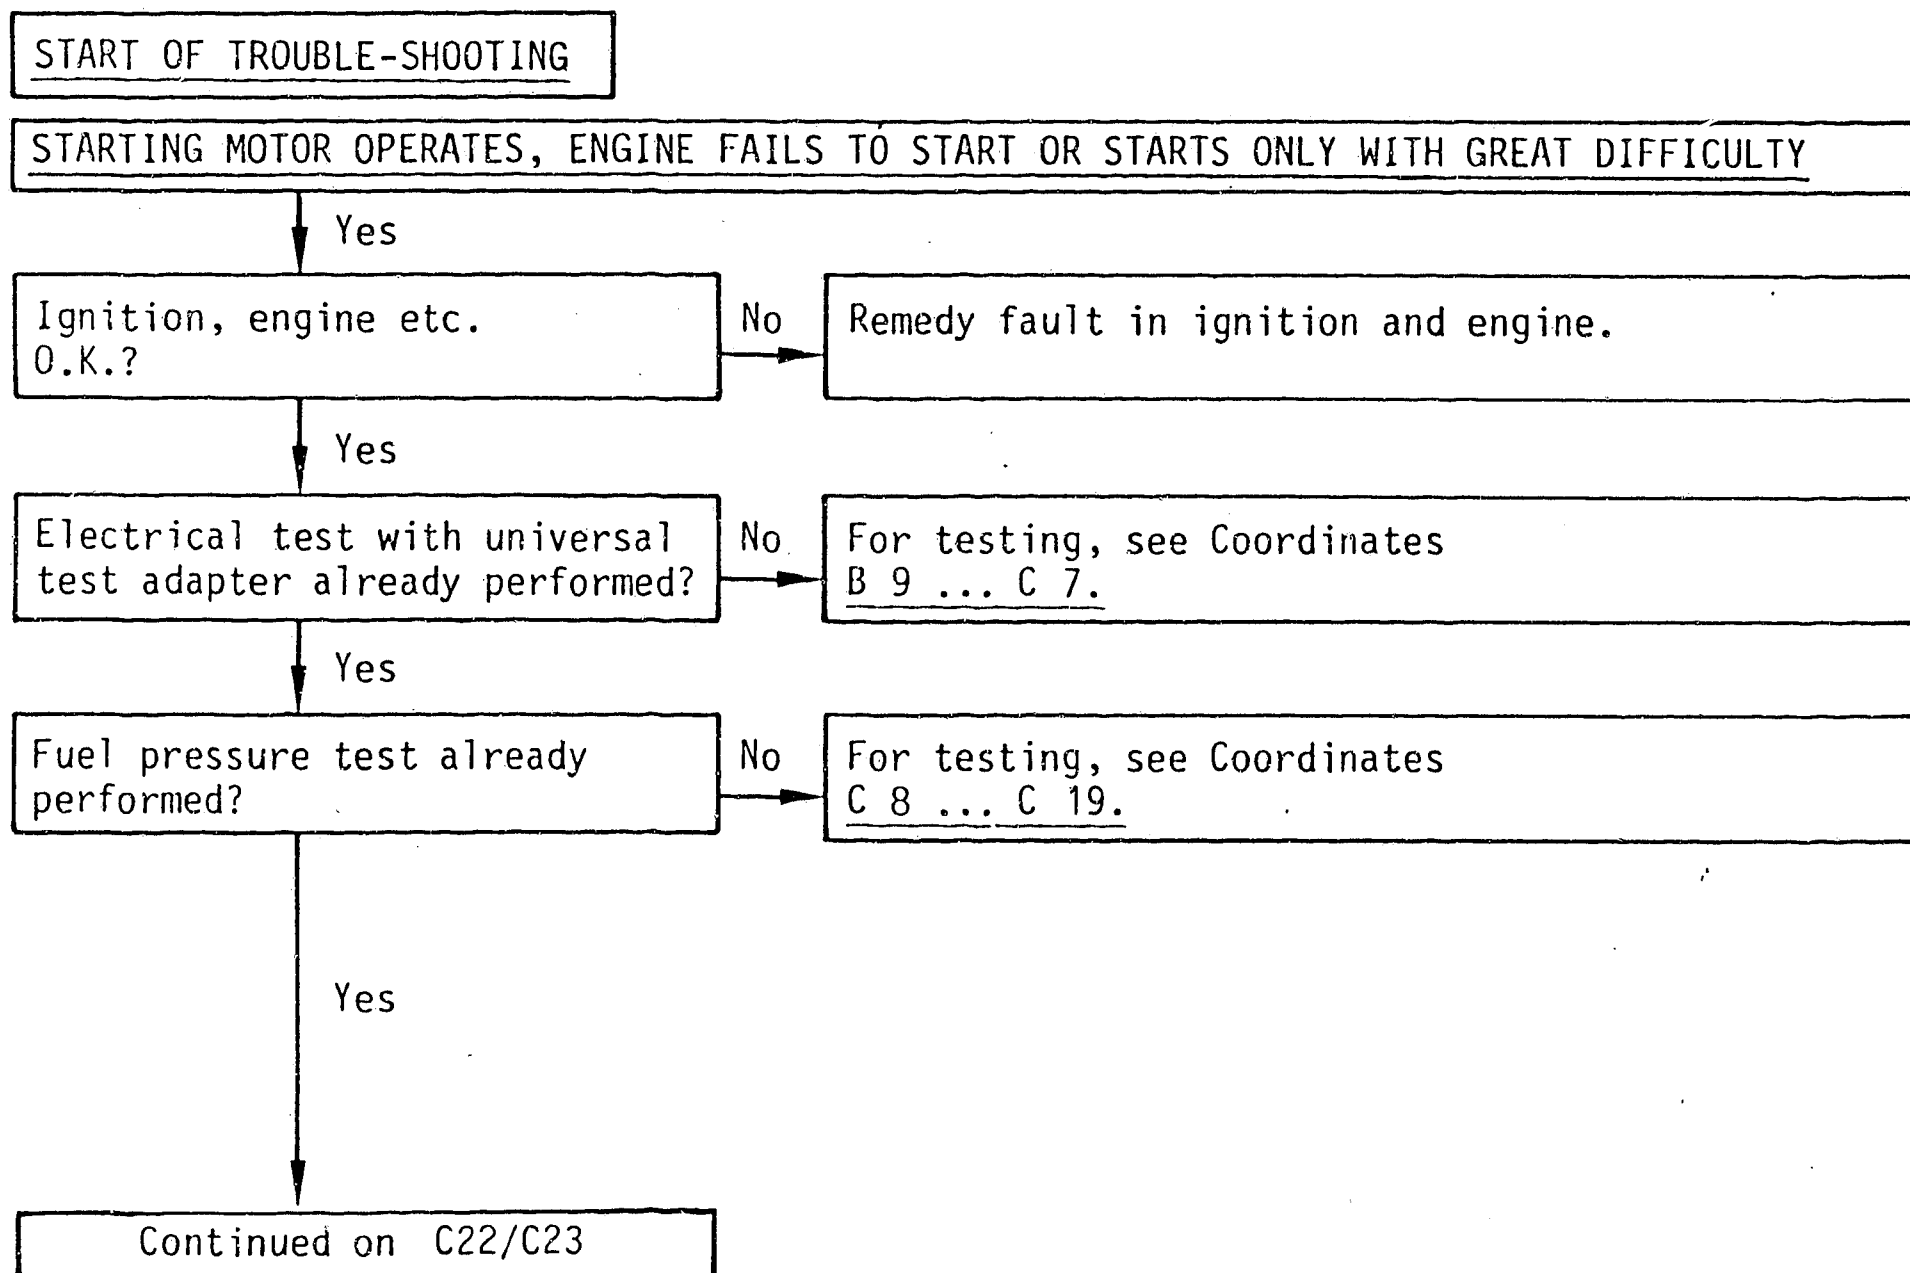 START OF TROUBLE-SHOOTING
STARTING MOTOR OPERATES, ENGINE FAILS TO START OR STARTS ONLY WITH GREAT DIFFICULTY
Yes
Ignition, engine etc.
O.K.?
No
Remedy fault in ignition and engine.
Yes
Electrical test with universal
test adapter already performed?
No
For testing, see Coordinates
B 9 ... C 7.
Yes
Fuel pressure test already
performed?
No
For testing, see Coordinates
C 8 ... C 19.
Yes
Continued on C22/C23